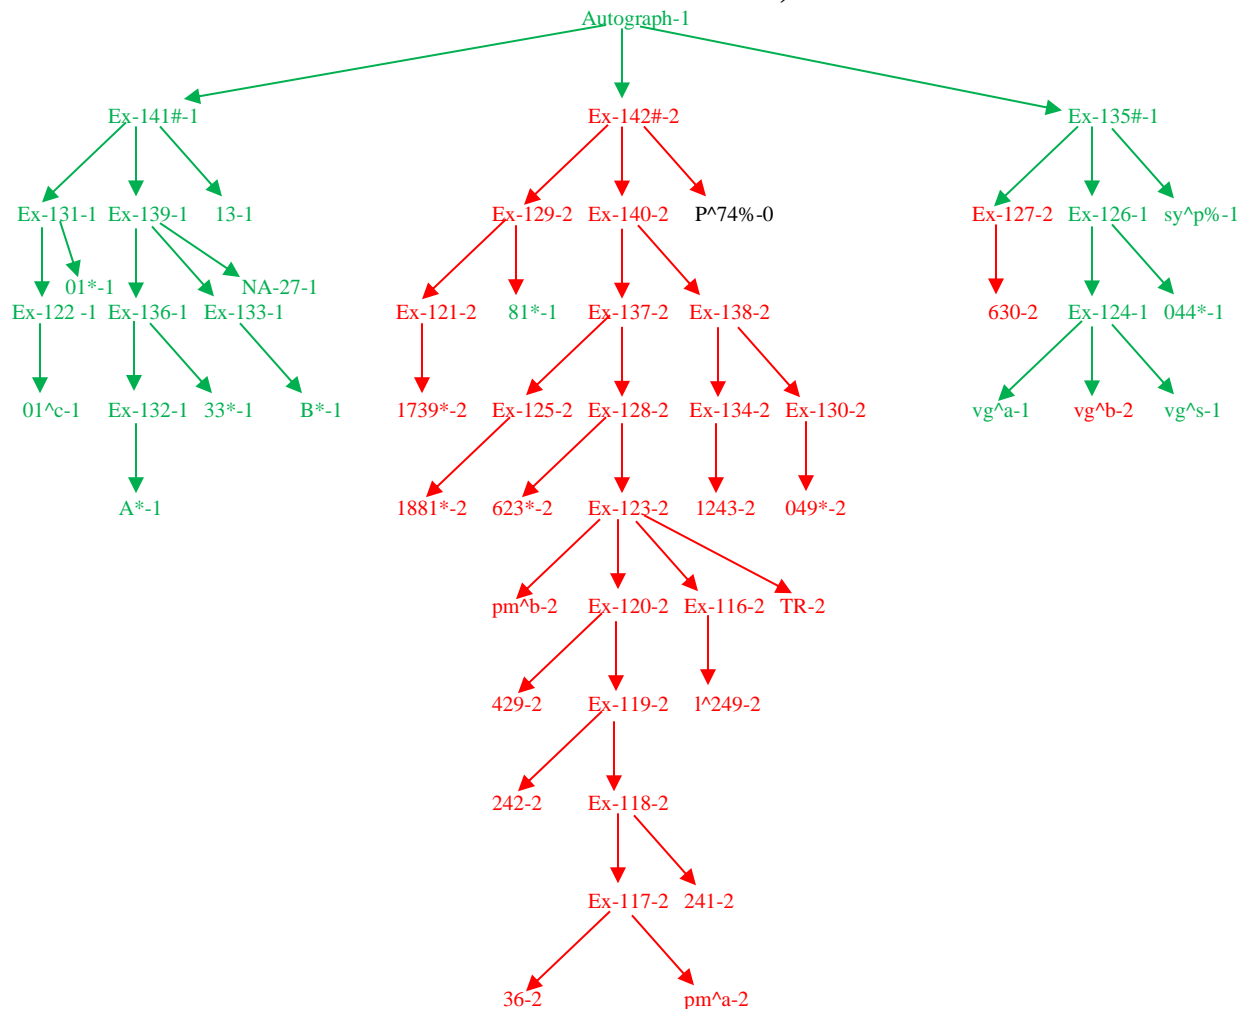 Autograph-1
Ex-141#-1 Ex-142#-2 Ex-135#-1
Ex-131-1 Ex-139-1 13-1 Ex-129-2 Ex-140-2 P^74%-0 Ex-127-2 Ex-126-1 sy^p%-1
01*-1 NA-27-1
Ex-122 -1 Ex-136-1 Ex-133-1 Ex-121-2 81*-1 Ex-137-2 Ex-138-2 630-2 Ex-124-1 044*-1
01^c-1 Ex-132-1 33*-1 B*-1 1739*-2 Ex-125-2 Ex-128-2 Ex-134-2 Ex-130-2 vg^a-1 vg^b-2 vg^s-1
A*-1 1881*-2 623*-2 Ex-123-2 1243-2 049*-2
pm^b-2 Ex-120-2 Ex-116-2 TR-2
429-2 Ex-119-2 l^249-2
242-2 Ex-118-2
Ex-117-2 241-2
36-2 pm^a-2